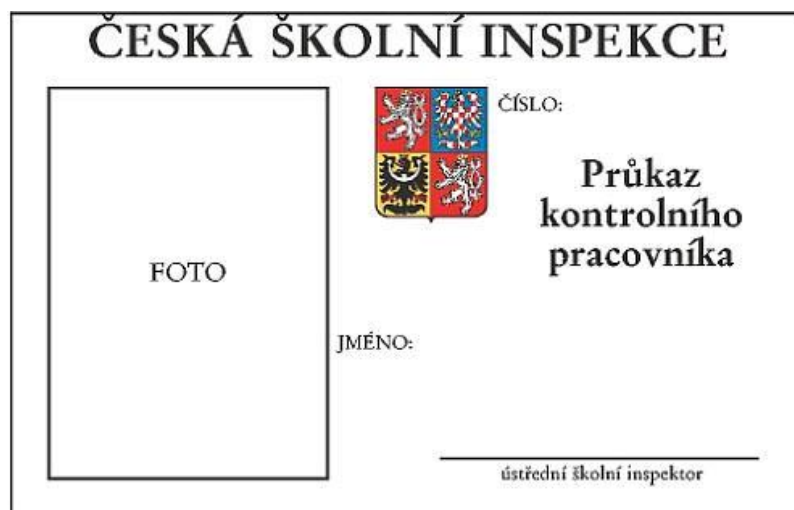 ČESKÁ ŠKOLNÍ INSPEKCE
ČÍSLO:
Průkaz
kontrolního
pracovníka
FOTO
JMÉNO:
ústřední školní inspektor